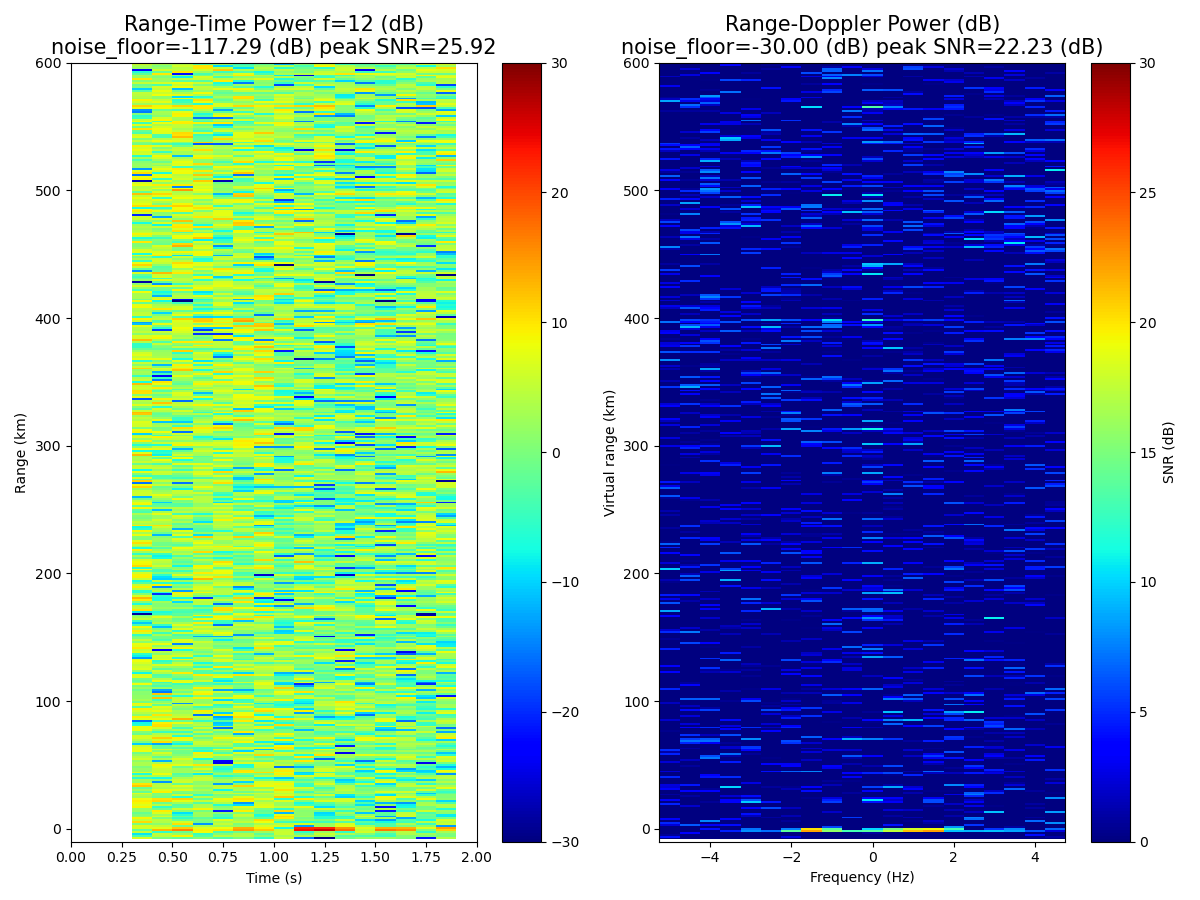 Range-Time Power f=12 (dB)
noise_floor=-117.29 (dB) peak SNR=25.92
600
500
400
300
200
100
0
Range (km)
0.00 0.25 0.50 0.75 1.00 1.25 1.50 1.75 2.00
Time (s)
30
20
10
0
−10
−20
−30
Range-Doppler Power (dB)
noise_floor=-30.00 (dB) peak SNR=22.23 (dB)
600
500
400
300
200
100
0
Virtual range (km)
−4 −2 0 2 4
Frequency (Hz)
30
25
20
15
10
5
0
SNR (dB)